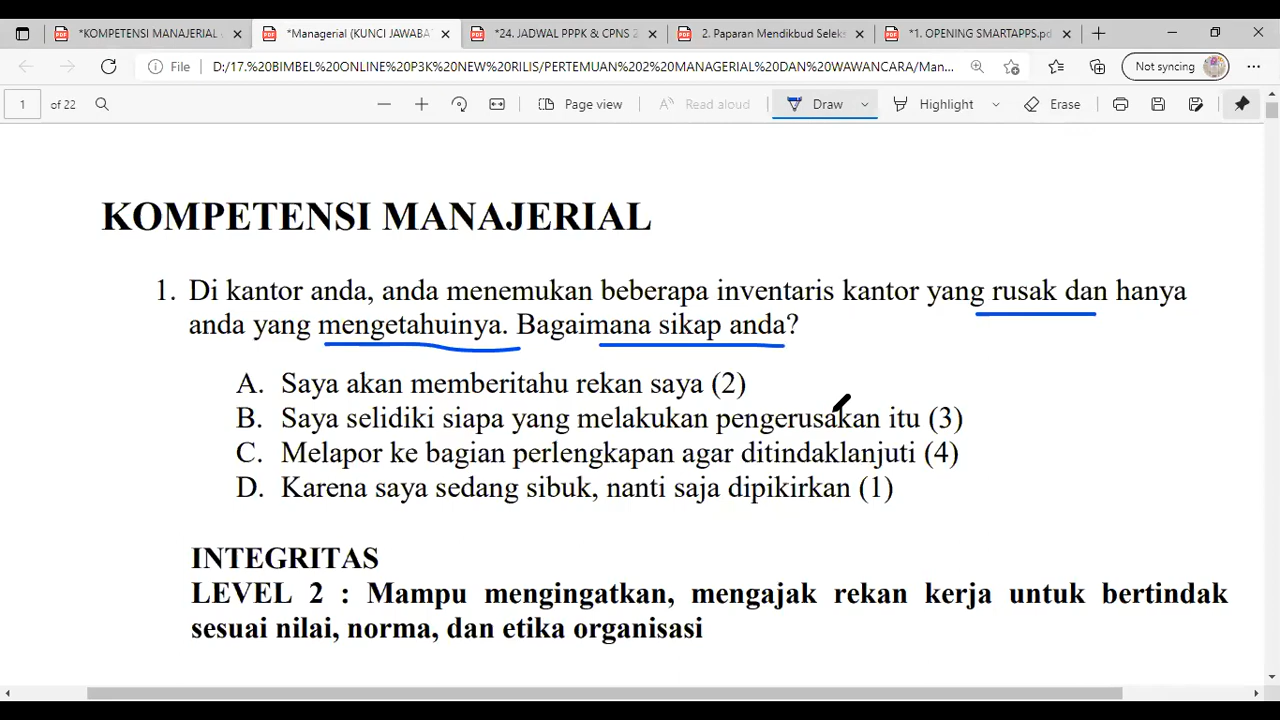 *KOMPETENSI MANAJERIAL
*Managerial (KUNCI JAWABA
*24. JADWAL PPPK & CPNS 2
2. Paparan Mendikbud Seleks
*1. OPENING SMARTAPPS.pd
File
D:/17.%20BIMBEL%20ONLINE%20P3K%20NEW%20RILIS/PERTEMUAN%202%20MANAGERIAL%20DAN%20WAWANCARA/Man...
Not syncing
1 of 22
Page view
Read aloud
Draw
Highlight
Erase
KOMPETENSI MANAJERIAL
1. Di kantor anda, anda menemukan beberapa inventaris kantor yang rusak dan hanya
anda yang mengetahuinya. Bagaimana sikap anda?
A. Saya akan memberitahu rekan saya (2)
B. Saya selidiki siapa yang melakukan pengerusakan itu (3)
C. Melapor ke bagian perlengkapan agar ditindaklanjuti (4)
D. Karena saya sedang sibuk, nanti saja dipikirkan (1)
INTEGRITAS
LEVEL 2 : Mampu mengingatkan, mengajak rekan kerja untuk bertindak
sesuai nilai, norma, dan etika organisasi